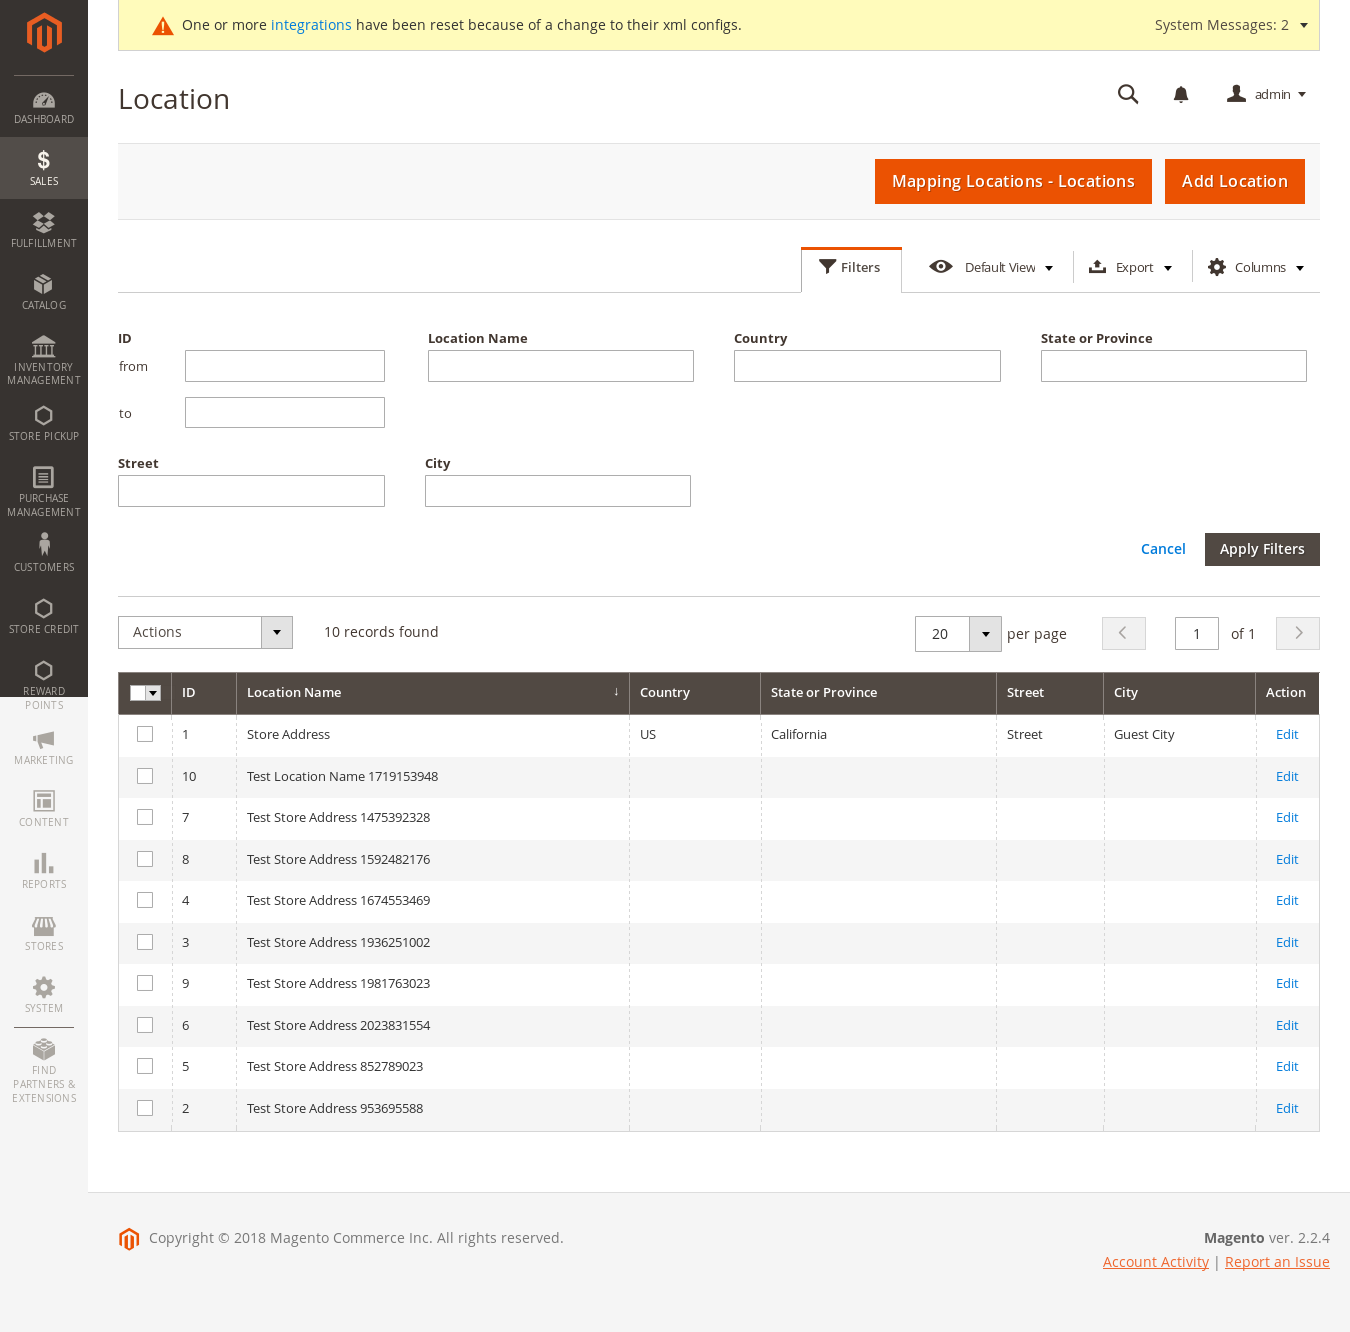 One or more integrations have been reset because of a change to their xml configs.
System Messages: 2
Location
admin
Mapping Locations - Locations
Add Location
Filters
Default View
Export
Columns
DASHBOARD
SALES
FULFILLMENT
CATALOG
INVENTORY
MANAGEMENT
STORE PICKUP
PURCHASE
MANAGEMENT
CUSTOMERS
STORE CREDIT
REWARD
POINTS
MARKETING
CONTENT
REPORTS
STORES
SYSTEM
FIND
PARTNERS &
EXTENSIONS
ID
from
to
Location Name
Country
State or Province
Street
City
Cancel
Apply Filters
Actions
10 records found
20 per page
1 of 1
ID Location Name ↓ Country State or Province Street City Action
1 Store Address US California Street Guest City Edit
10 Test Location Name 1719153948 Edit
7 Test Store Address 1475392328 Edit
8 Test Store Address 1592482176 Edit
4 Test Store Address 1674553469 Edit
3 Test Store Address 1936251002 Edit
9 Test Store Address 1981763023 Edit
6 Test Store Address 2023831554 Edit
5 Test Store Address 852789023 Edit
2 Test Store Address 953695588 Edit
Copyright © 2018 Magento Commerce Inc. All rights reserved.
Magento ver. 2.2.4
Account Activity | Report an Issue